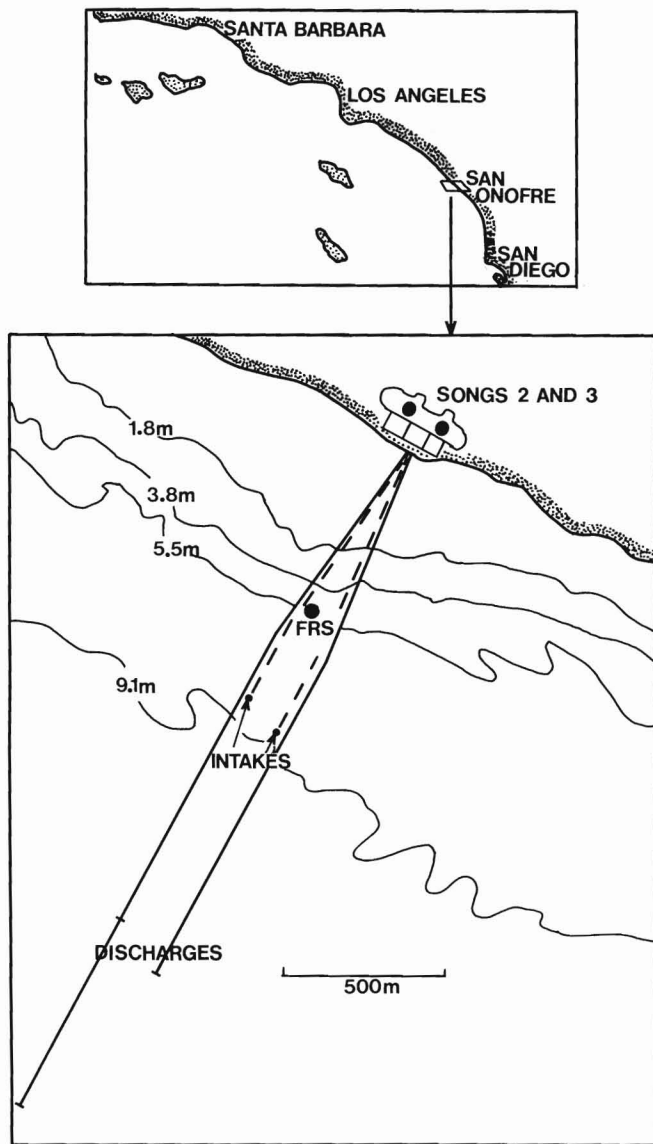 SANTA BARBARA
LOS ANGELES
SAN
ONOFRE
SAN
DIEGO
SONGS 2 AND 3
1.8m
3.8m
5.5m
FRS
9.1m
INTAKES
DISCHARGES
500m